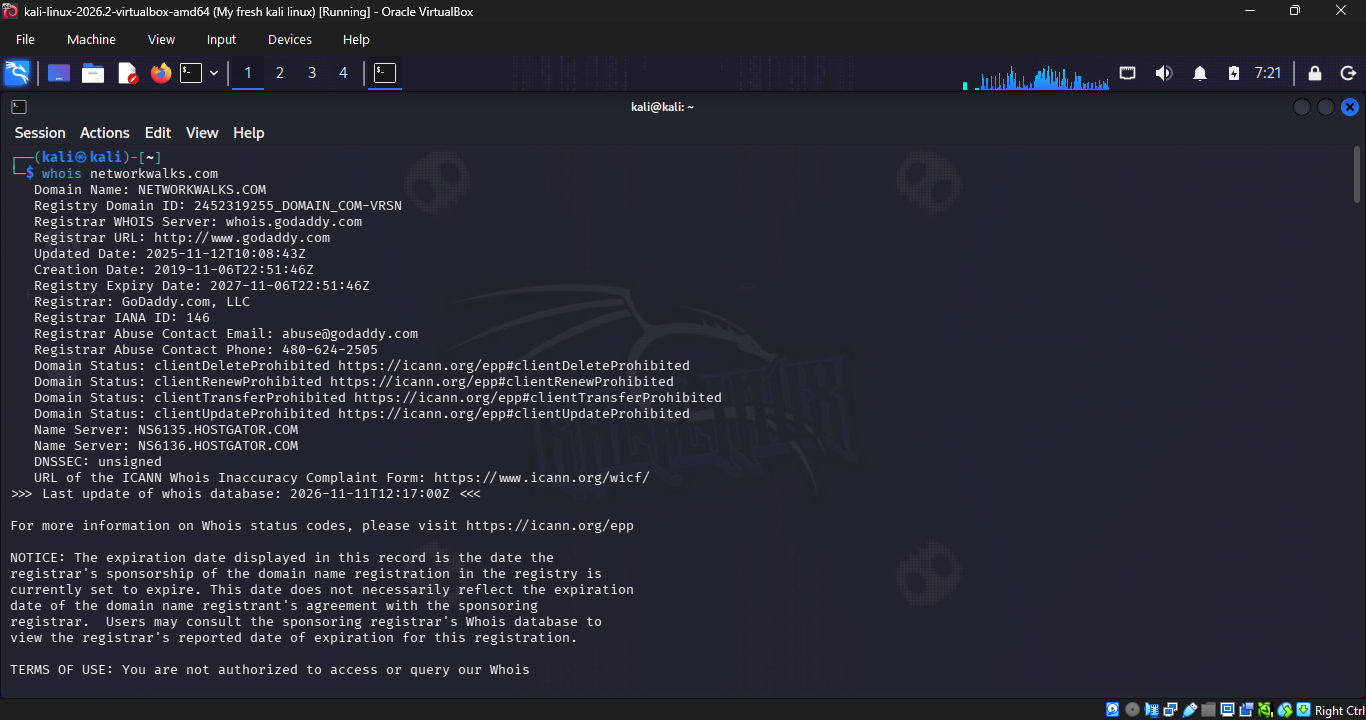 kali-linux-2026.2-virtualbox-amd64 (My fresh kali linux) [Running] - Oracle VirtualBox
File Machine View Input Devices Help
1 2 3 4 7:21
kali@kali: ~
Session Actions Edit View Help
┌──(kali㉿kali)-[~]
└─$ whois networkwalks.com
Domain Name: NETWORKWALKS.COM
Registry Domain ID: 2452319255_DOMAIN_COM-VRSN
Registrar WHOIS Server: whois.godaddy.com
Registrar URL: http://www.godaddy.com
Updated Date: 2025-11-12T10:08:43Z
Creation Date: 2019-11-06T22:51:46Z
Registry Expiry Date: 2027-11-06T22:51:46Z
Registrar: GoDaddy.com, LLC
Registrar IANA ID: 146
Registrar Abuse Contact Email: abuse@godaddy.com
Registrar Abuse Contact Phone: 480-624-2505
Domain Status: clientDeleteProhibited https://icann.org/epp#clientDeleteProhibited
Domain Status: clientRenewProhibited https://icann.org/epp#clientRenewProhibited
Domain Status: clientTransferProhibited https://icann.org/epp#clientTransferProhibited
Domain Status: clientUpdateProhibited https://icann.org/epp#clientUpdateProhibited
Name Server: NS6135.HOSTGATOR.COM
Name Server: NS6136.HOSTGATOR.COM
DNSSEC: unsigned
URL of the ICANN Whois Inaccuracy Complaint Form: https://www.icann.org/wicf/
>>> Last update of whois database: 2026-11-11T12:17:00Z <<<
For more information on Whois status codes, please visit https://icann.org/epp
NOTICE: The expiration date displayed in this record is the date the
registrar's sponsorship of the domain name registration in the registry is
currently set to expire. This date does not necessarily reflect the expiration
date of the domain name registrant's agreement with the sponsoring
registrar.  Users may consult the sponsoring registrar's Whois database to
view the registrar's reported date of expiration for this registration.
TERMS OF USE: You are not authorized to access or query our Whois
KALI LINUX
Right Ctrl